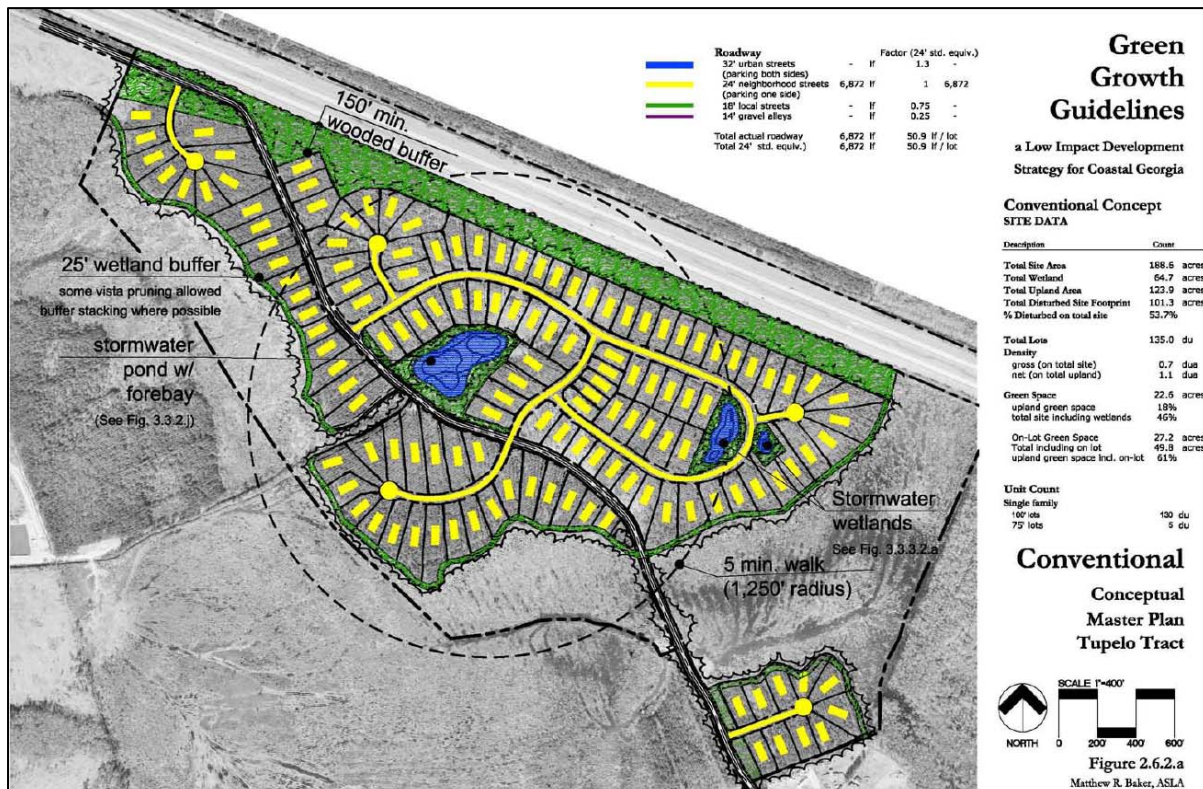 Roadway Factor (24' std. equiv.)
32' urban streets - lf 1.3 -
(parking both sides)
24' neighborhood streets 6,872 lf 1 6,872
(parking one side)
18' local streets - lf 0.75 -
14' gravel alleys - lf 0.25 -
Total actual roadway 6,872 lf 50.9 lf / lot
Total 24' std. equiv.) 6,872 lf 50.9 lf / lot
150' min.
wooded buffer
25' wetland buffer
some vista pruning allowed
buffer stacking where possible
stormwater
pond w/
forebay
(See Fig. 3.3.2.j)
Stormwater
wetlands
See Fig. 3.3.3.2.a
5 min. walk
(1,250' radius)
Green
Growth
Guidelines
a Low Impact Development
Strategy for Coastal Georgia
Conventional Concept
SITE DATA
Description Count
Total Site Area 188.6 acres
Total Wetland 64.7 acres
Total Upland Area 123.9 acres
Total Disturbed Site Footprint 101.3 acres
% Disturbed on total site 53.7%
Total Lots 135.0 du
Density
gross (on total site) 0.7 dua
net (on total upland) 1.1 dua
Green Space 22.6 acres
upland green space 18%
total site including wetlands 46%
On-Lot Green Space 27.2 acres
Total including on lot 49.8 acres
upland green space incl. on-lot 61%
Unit Count
Single family
100' lots 130 du
75' lots 5 du
Conventional
Conceptual
Master Plan
Tupelo Tract
SCALE 1"=400'
NORTH 0 200' 400' 600'
Figure 2.6.2.a
Matthew R. Baker, ASLA